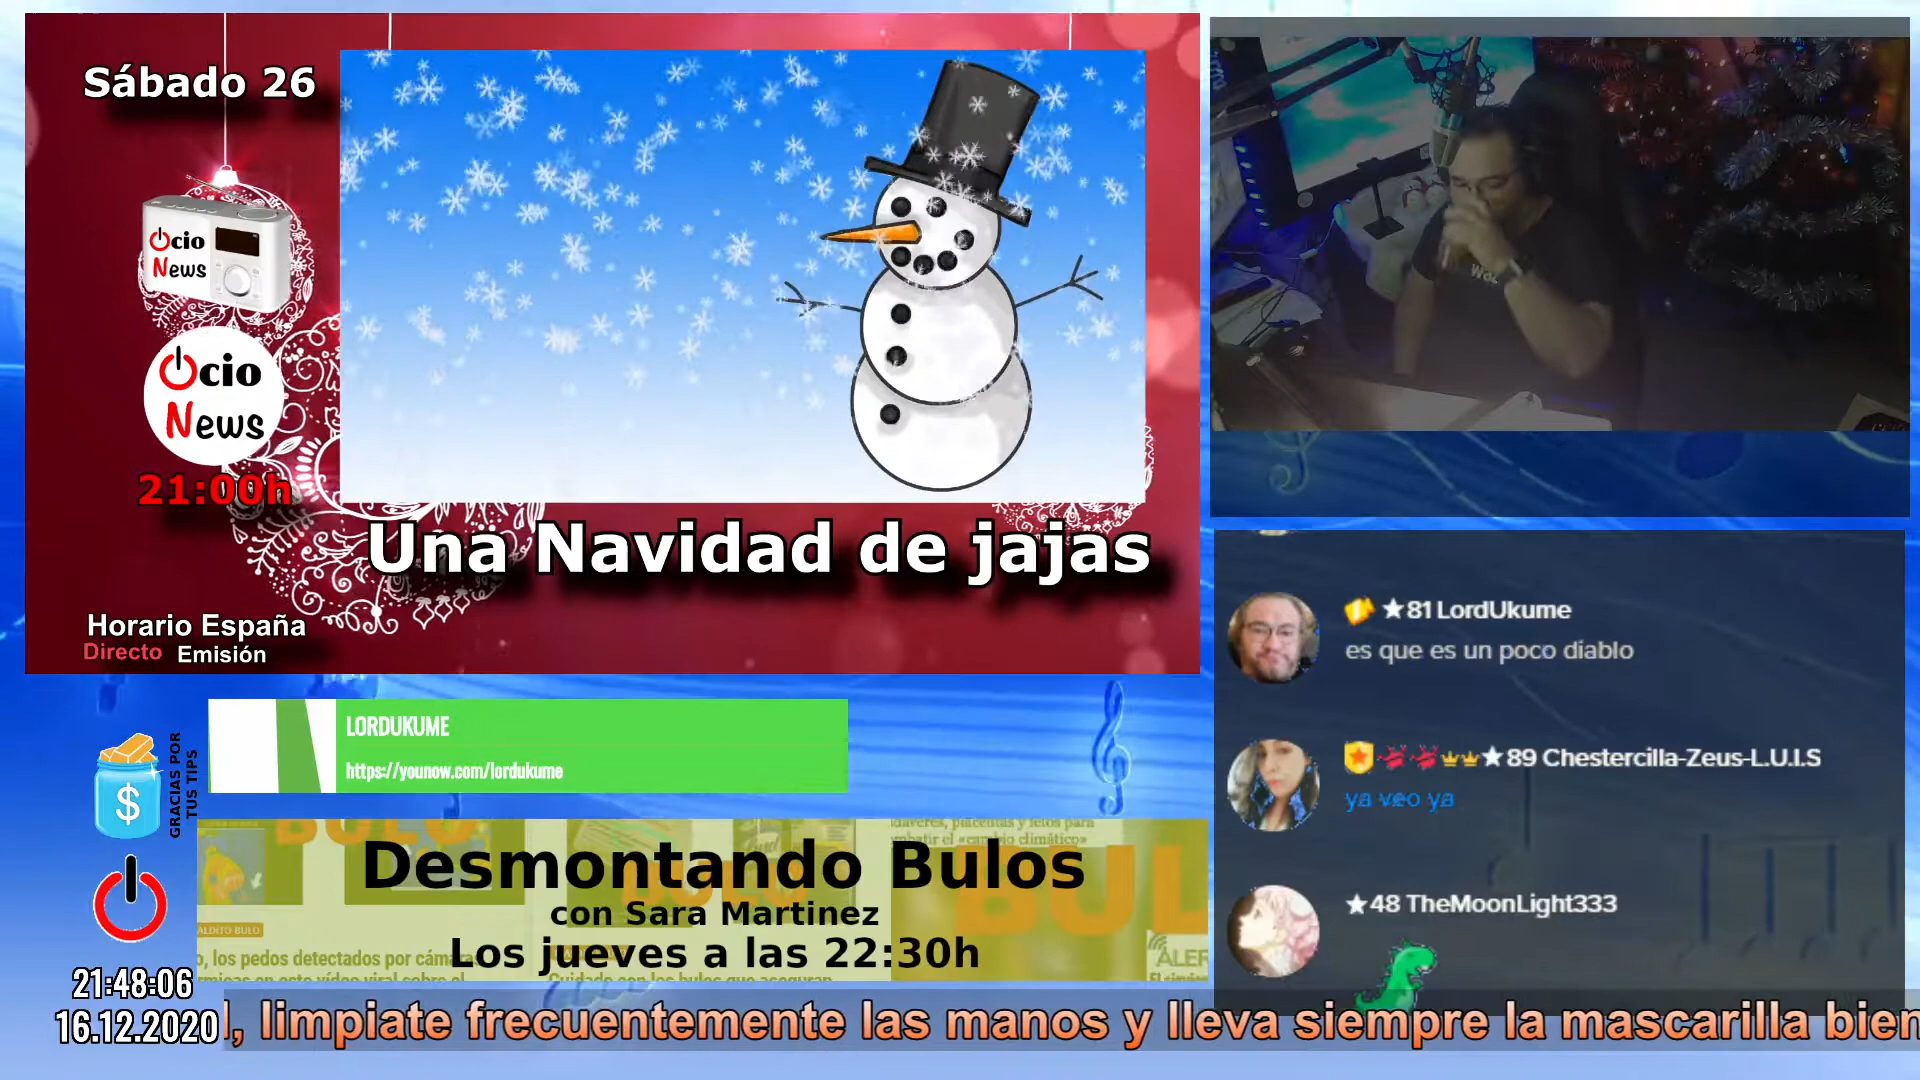 Sábado 26
Ocio
News
Ocio
News
21:00h
Una Navidad de jajas
Horario España
Directo Emisión
LORDUKUME
https://younow.com/lordukume
GRACIAS POR
TUS TIPS
$
Desmontando Bulos
con Sara Martinez
Los jueves a las 22:30h
21:48:06
16.12.2020
, limpiate frecuentemente las manos y lleva siempre la mascarilla bien
★81 LordUkume
es que es un poco diablo
★ 89 Chestercilla-Zeus-L.U.I.S
ya veo ya
★48 TheMoonLight333